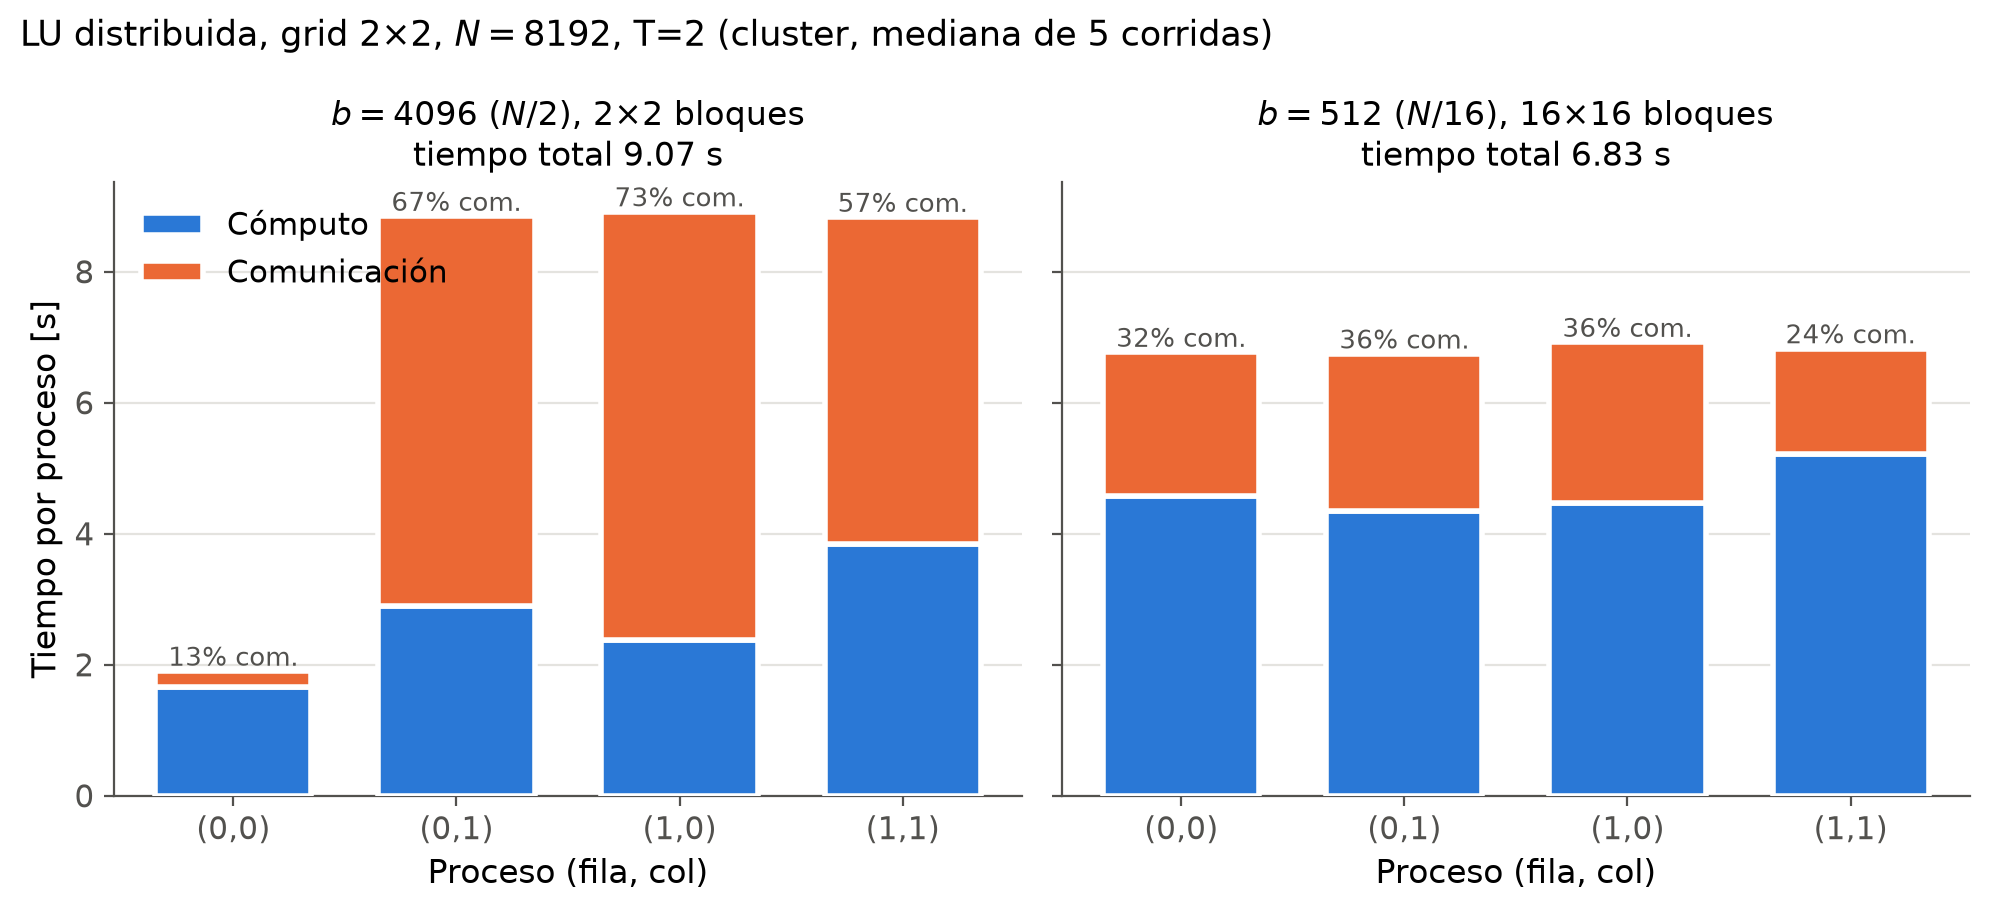 LU distribuida, grid 2×2, N = 8192, T=2 (cluster, mediana de 5 corridas)
b = 4096 (N/2), 2×2 bloques
tiempo total 9.07 s
Cómputo
Comunicación
13% com.
67% com.
73% com.
57% com.
Tiempo por proceso [s]
8
6
4
2
0
(0,0)
(0,1)
(1,0)
(1,1)
Proceso (fila, col)
b = 512 (N/16), 16×16 bloques
tiempo total 6.83 s
32% com.
36% com.
36% com.
24% com.
(0,0)
(0,1)
(1,0)
(1,1)
Proceso (fila, col)